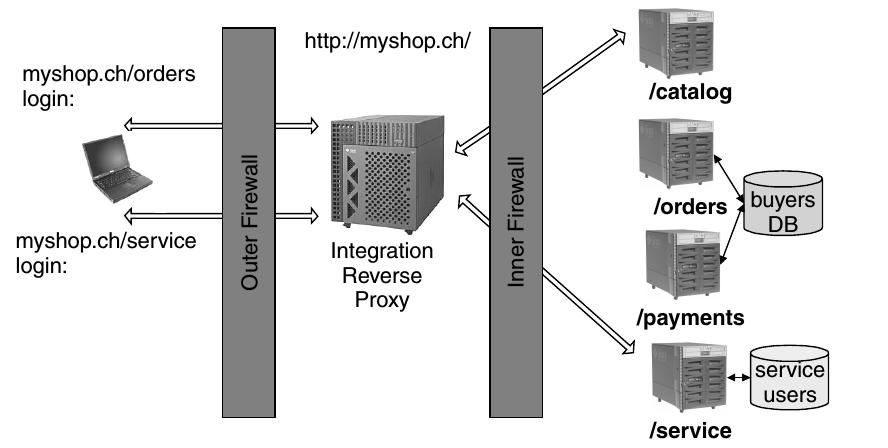 http://myshop.ch/
myshop.ch/orders
login:
myshop.ch/service
login:
Outer Firewall
Integration
Reverse
Proxy
Inner Firewall
/catalog
/orders
buyers
DB
/payments
/service
service
users